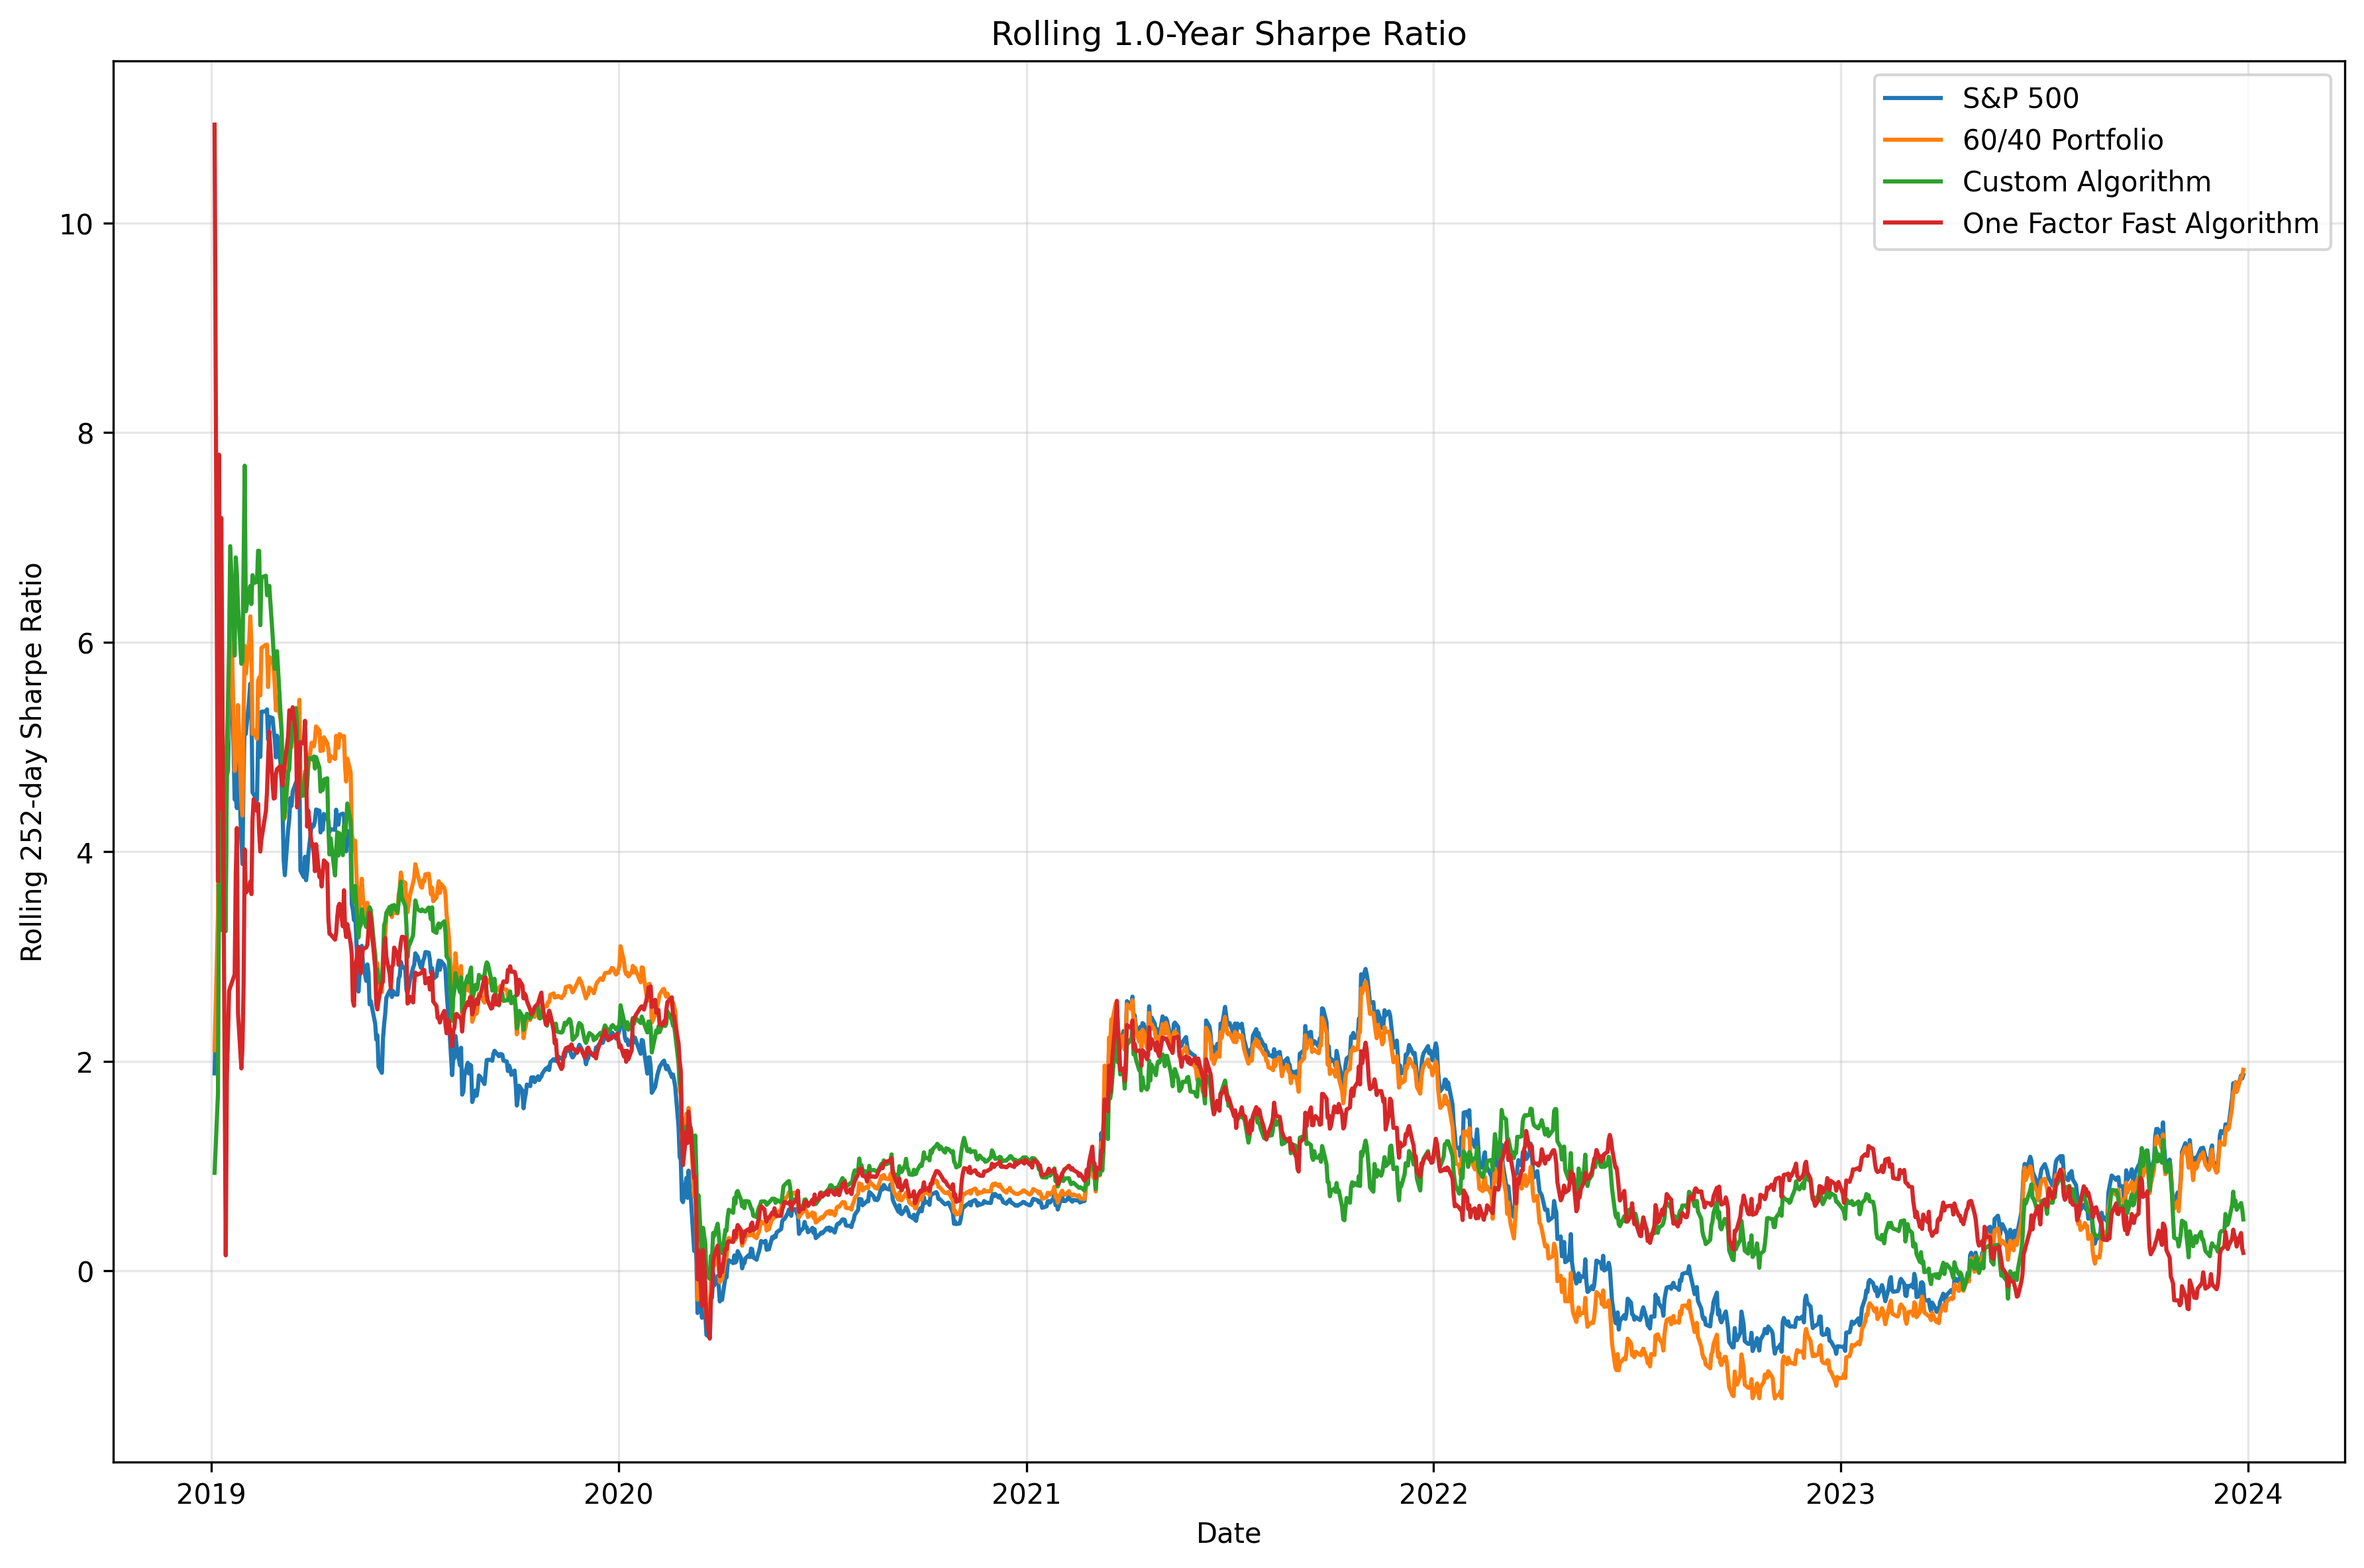 Rolling 1.0-Year Sharpe Ratio
S&P 500
60/40 Portfolio
Custom Algorithm
One Factor Fast Algorithm
Rolling 252-day Sharpe Ratio
10
8
6
4
2
0
2019
2020
2021
2022
2023
2024
Date